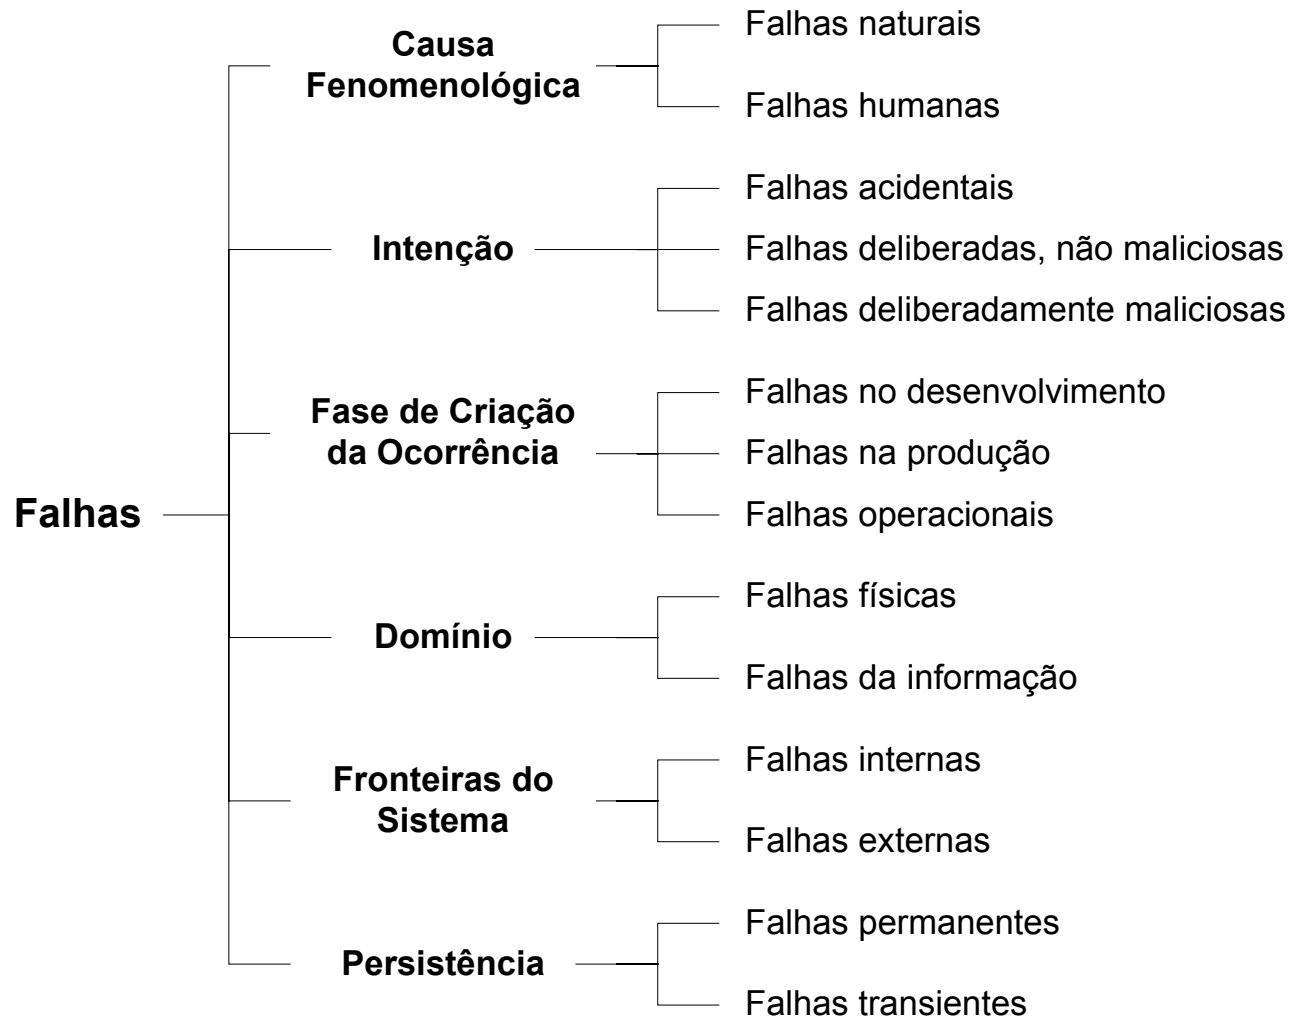 Falhas
Causa
Fenomenológica
Falhas naturais
Falhas humanas
Intenção
Falhas acidentais
Falhas deliberadas, não maliciosas
Falhas deliberadamente maliciosas
Fase de Criação
da Ocorrência
Falhas no desenvolvimento
Falhas na produção
Falhas operacionais
Domínio
Falhas físicas
Falhas da informação
Fronteiras do
Sistema
Falhas internas
Falhas externas
Persistência
Falhas permanentes
Falhas transientes